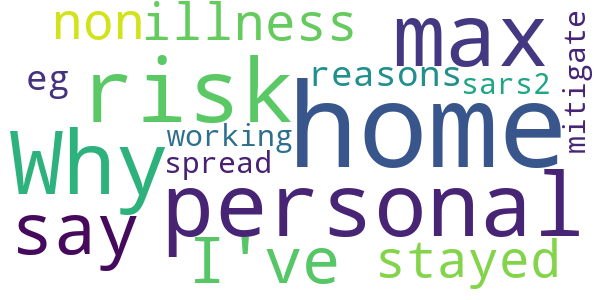 non illness max
eg risk reasons sars2 mitigate
Why working home
spread
say personal
I've stayed